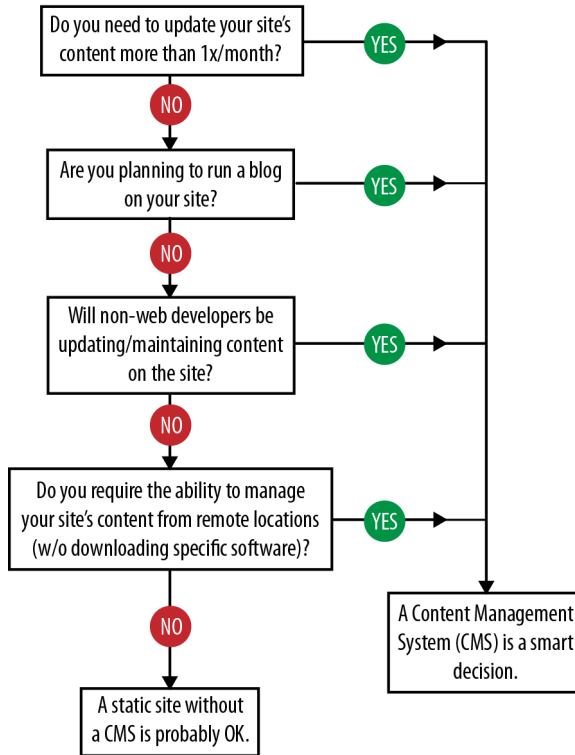 Do you need to update your site's
content more than 1x/month?
YES
NO
Are you planning to run a blog
on your site?
YES
NO
Will non-web developers be
updating/maintaining content
on the site?
YES
NO
Do you require the ability to manage
your site's content from remote locations
(w/o downloading specific software)?
YES
NO
A Content Management
System (CMS) is a smart
decision.
A static site without
a CMS is probably OK.